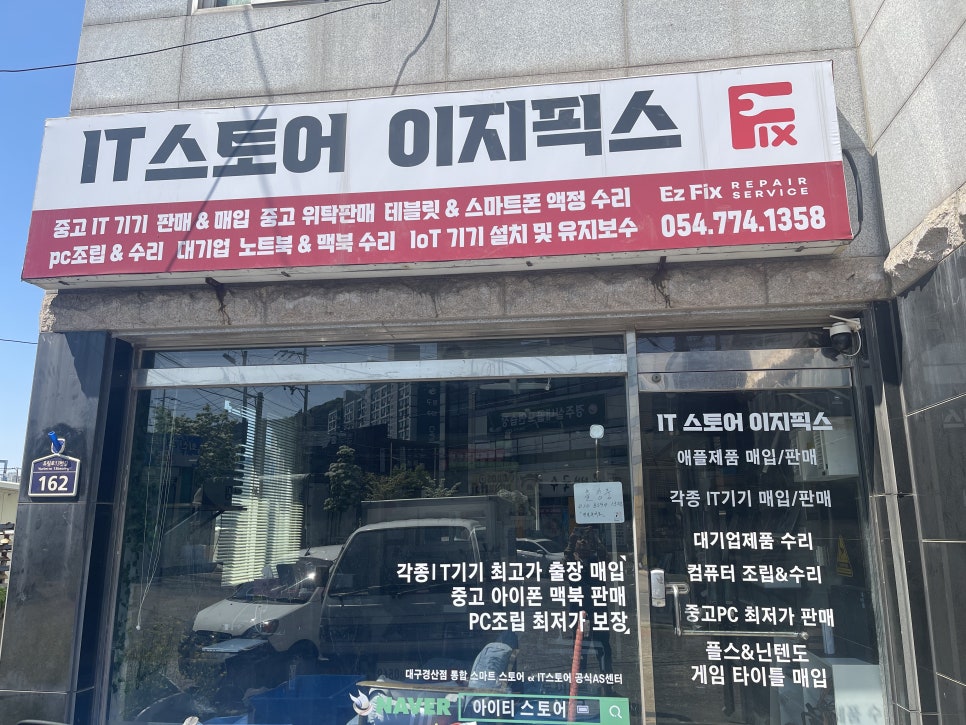 IT스토어 이지픽스
FIX
중고 IT 기기 판매 & 매입 중고 위탁판매 테블릿 & 스마트폰 액정 수리
pc조립 & 수리 대기업 노트북 & 맥북 수리 IoT 기기 설치 및 유지보수
Ez Fix REPAIR SERVICE
054.774.1358
162
IT 스토어 이지픽스
애플제품 매입/판매
각종 IT기기 매입/판매
대기업제품 수리
컴퓨터 조립&수리
중고PC 최저가 판매
플스&닌텐도
게임 타이틀 매입
각종IT기기 최고가 출장 매입
중고 아이폰 맥북 판매
PC조립 최저가 보장
대구경산점 통합 스마트 스토어 & IT스토어 공식AS센터
NAVER 아이티 스토어